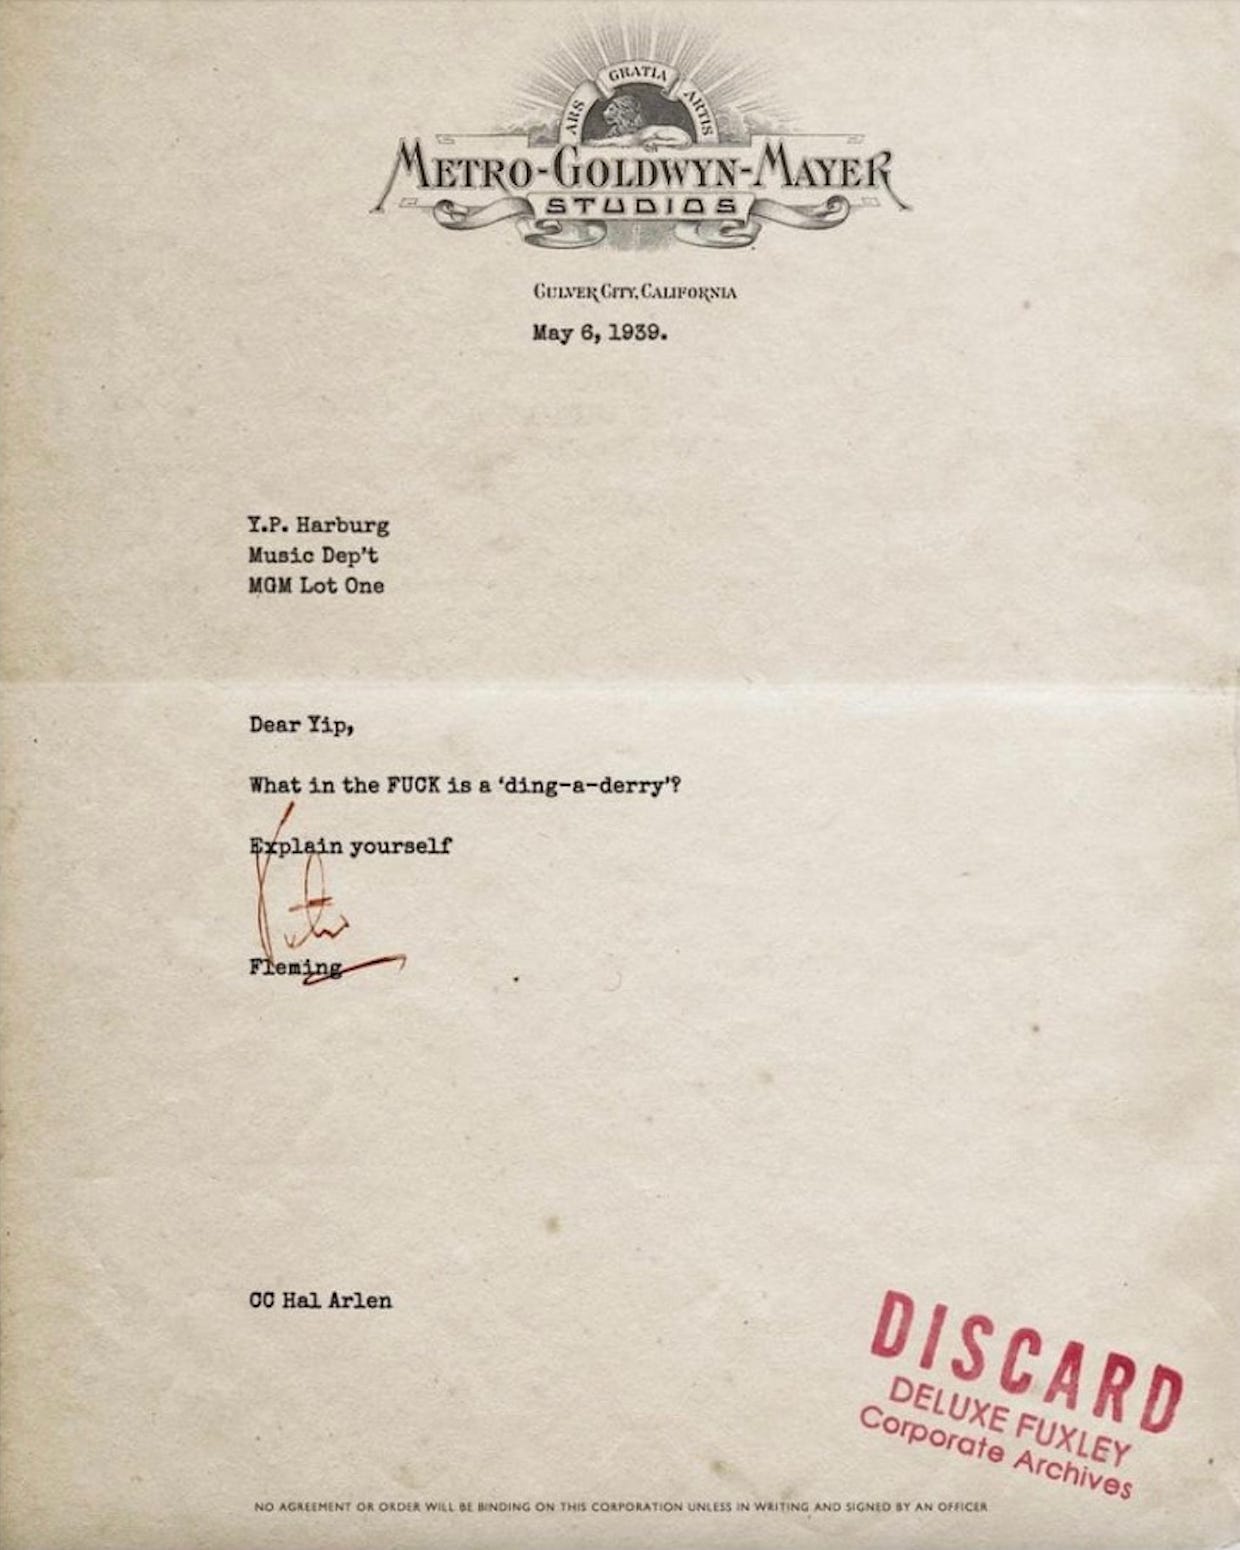 ARS GRATIA ARTIS
METRO-GOLDWYN-MAYER
STUDIOS
CULVER CITY, CALIFORNIA
May 6, 1939.
Y.P. Harburg
Music Dep't
MGM Lot One
Dear Yip,
What in the FUCK is a ‘ding-a-derry’?
Explain yourself
Fleming
CC Hal Arlen
DISCARD
DELUXE FUXLEY
Corporate Archives
NO AGREEMENT OR ORDER WILL BE BINDING ON THIS CORPORATION UNLESS IN WRITING AND SIGNED BY AN OFFICER